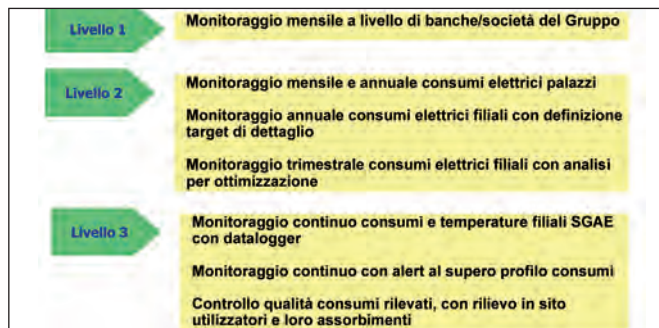 Livello 1
Monitoraggio mensile a livello di banche/società del Gruppo
Livello 2
Monitoraggio mensile e annuale consumi elettrici palazzi
Monitoraggio annuale consumi elettrici filiali con definizione
target di dettaglio
Monitoraggio trimestrale consumi elettrici filiali con analisi
per ottimizzazione
Livello 3
Monitoraggio continuo consumi e temperature filiali SGAE
con datalogger
Monitoraggio continuo con alert al supero profilo consumi
Controllo qualità consumi rilevati, con rilievo in sito
utilizzatori e loro assorbimenti